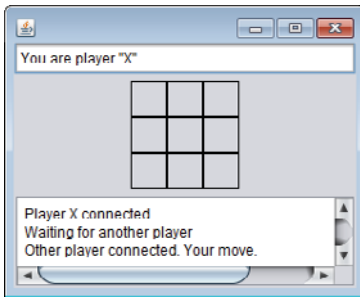 You are player "X"
Player X connected
Waiting for another player
Other player connected. Your move.